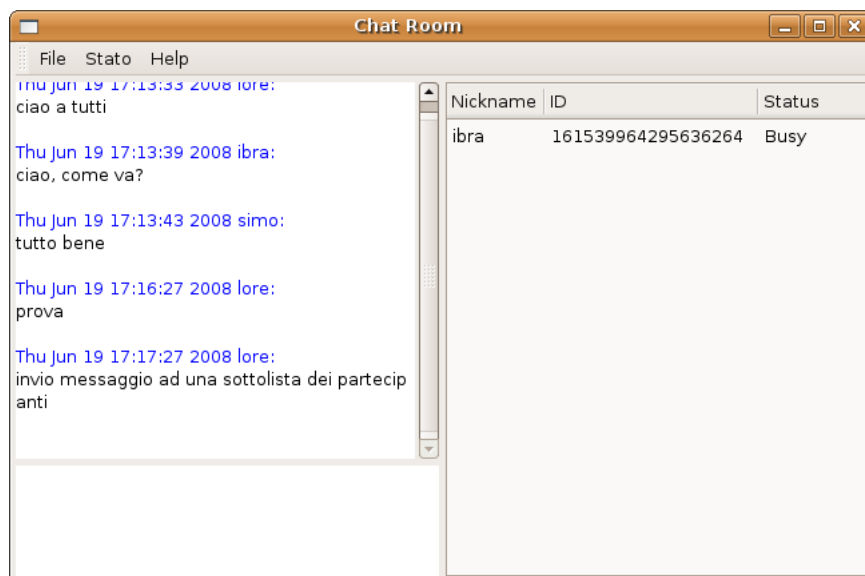 Chat Room
File Stato Help
Thu Jun 19 17:13:33 2008 lore:
ciao a tutti
Thu Jun 19 17:13:39 2008 ibra:
ciao, come va?
Thu Jun 19 17:13:43 2008 simo:
tutto bene
Thu Jun 19 17:16:27 2008 lore:
prova
Thu Jun 19 17:17:27 2008 lore:
invio messaggio ad una sottolista dei partecip
anti
Nickname ID Status
ibra 161539964295636264 Busy